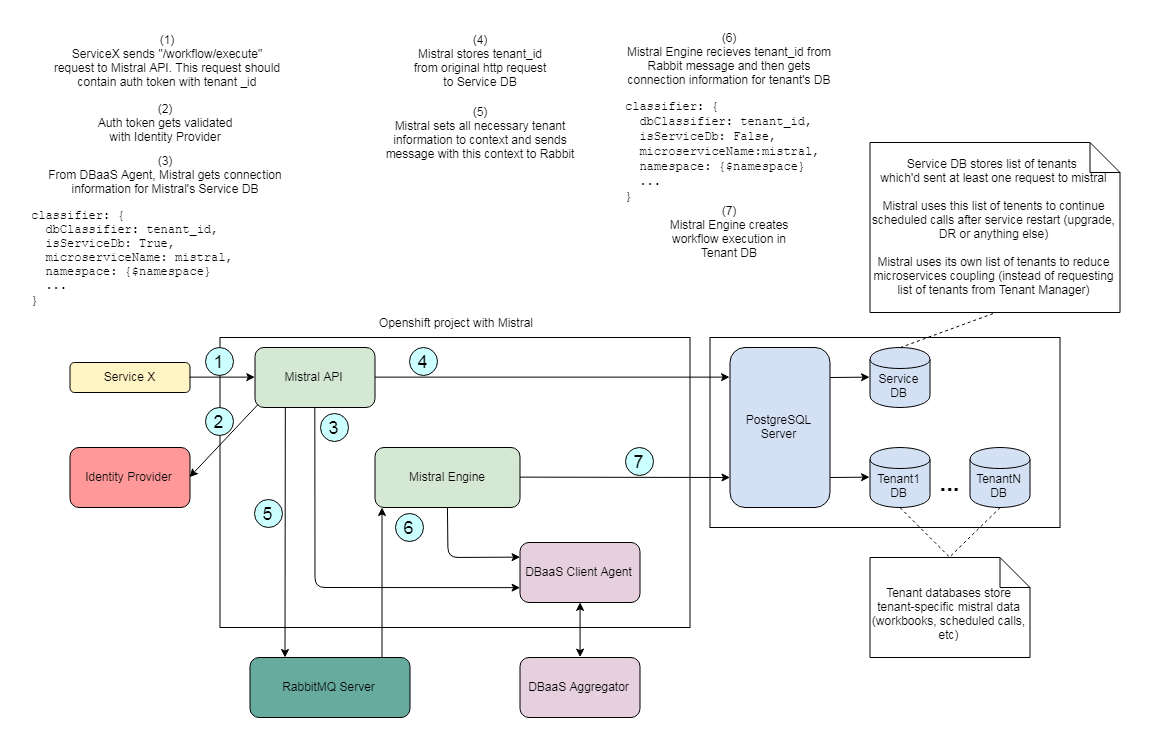 (1)
ServiceX sends "/workflow/execute"
request to Mistral API. This request should
contain auth token with tenant _id
(2)
Auth token gets validated
with Identity Provider
(3)
From DBaaS Agent, Mistral gets connection
information for Mistral's Service DB
classifier: {
dbClassifier: tenant_id,
isServiceDb: True,
microserviceName: mistral,
namespace: {$namespace}
...
}
(4)
Mistral stores tenant_id
from original http request
to Service DB
(5)
Mistral sets all necessary tenant
information to context and sends
message with this context to Rabbit
(6)
Mistral Engine recieves tenant_id from
Rabbit message and then gets
connection information for tenant's DB
classifier: {
dbClassifier: tenant_id,
isServiceDb: False,
microserviceName:mistral,
namespace: {$namespace}
...
}
(7)
Mistral Engine creates
workflow execution in
Tenant DB
Service DB stores list of tenants
which'd sent at least one request to mistral
Mistral uses this list of tenents to continue
scheduled calls after service restart (upgrade,
DR or anything else)
Mistral uses its own list of tenants to reduce
microservices coupling (instead of requesting
list of tenants from Tenant Manager)
Openshift project with Mistral
Service X
1
Mistral API
4
2
3
PostgreSQL
Server
Service
DB
Identity Provider
Mistral Engine
7
Tenant1
DB
...
TenantN
DB
5
6
DBaaS Client Agent
Tenant databases store
tenant-specific mistral data
(workbooks, scheduled calls,
etc)
RabbitMQ Server
DBaaS Aggregator